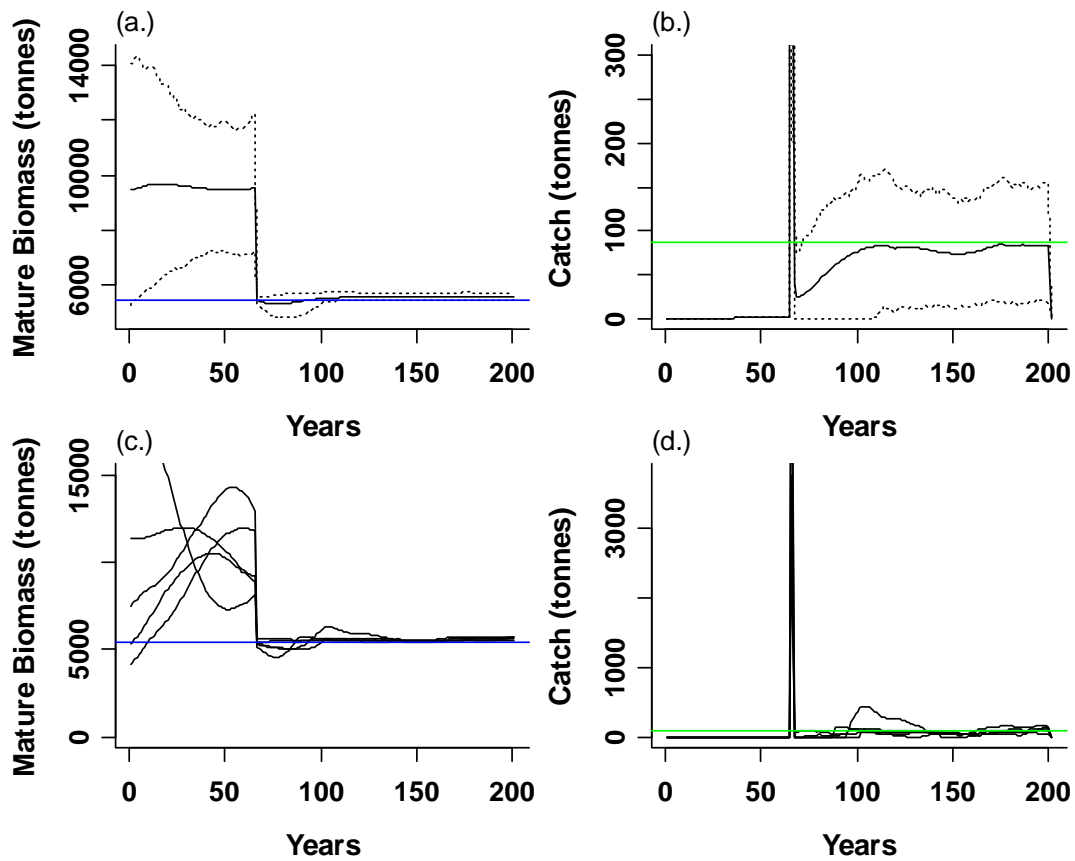 (a.)
Mature Biomass (tonnes)
14000
10000
6000
0 50 100 150 200
Years
(b.)
Catch (tonnes)
300
200
100
0
0 50 100 150 200
Years
(c.)
Mature Biomass (tonnes)
15000
5000
0
0 50 100 150 200
Years
(d.)
Catch (tonnes)
3000
1000
0
0 50 100 150 200
Years